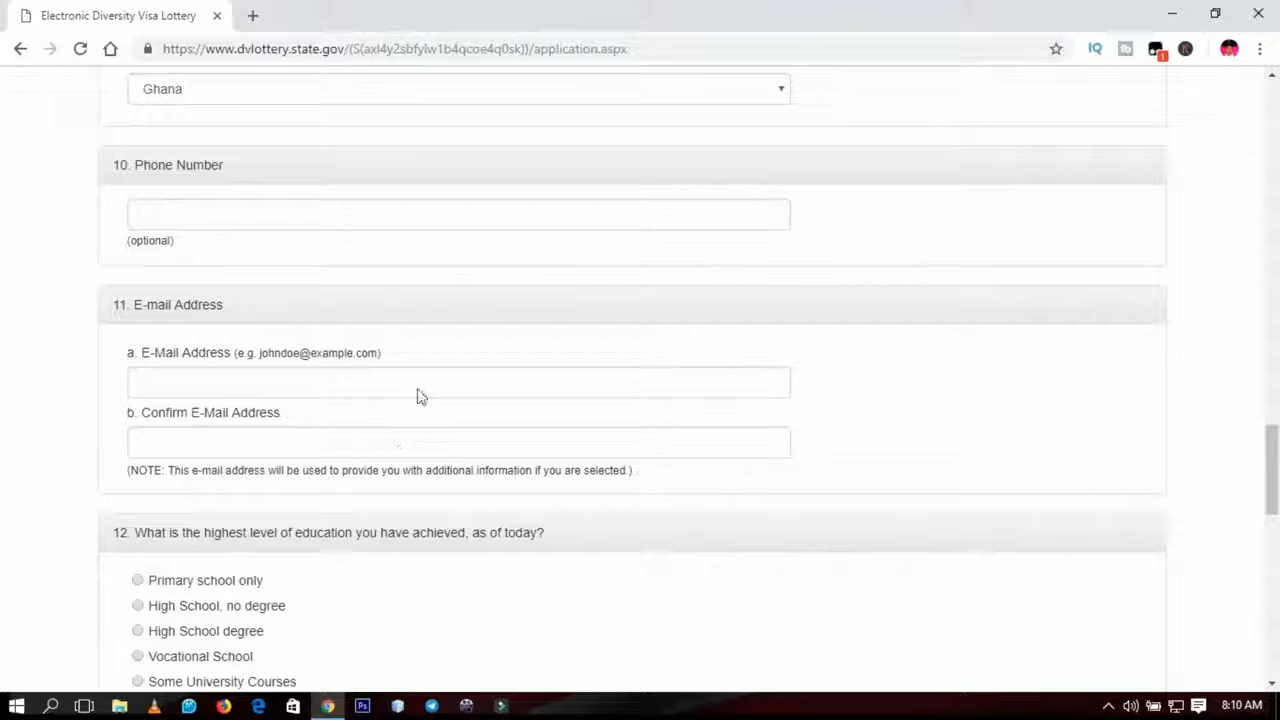 Electronic Diversity Visa Lottery
https://www.dvlottery.state.gov/(S(axl4y2sbfylw1b4qcoe4q0sk))/application.aspx
Ghana
10. Phone Number
(optional)
11. E-mail Address
a. E-Mail Address (e.g. johndoe@example.com)
b. Confirm E-Mail Address
(NOTE: This e-mail address will be used to provide you with additional information if you are selected.)
12. What is the highest level of education you have achieved, as of today?
Primary school only
High School, no degree
High School degree
Vocational School
Some University Courses
8:10 AM